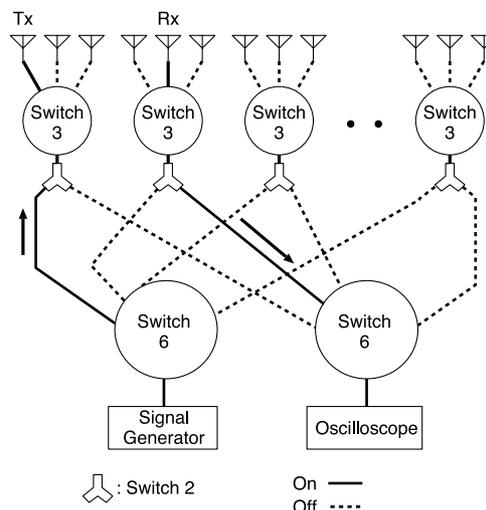 Tx
Rx
Switch
3
Switch
3
Switch
3
Switch
3
Switch
6
Switch
6
Signal
Generator
Oscilloscope
: Switch 2
On
Off